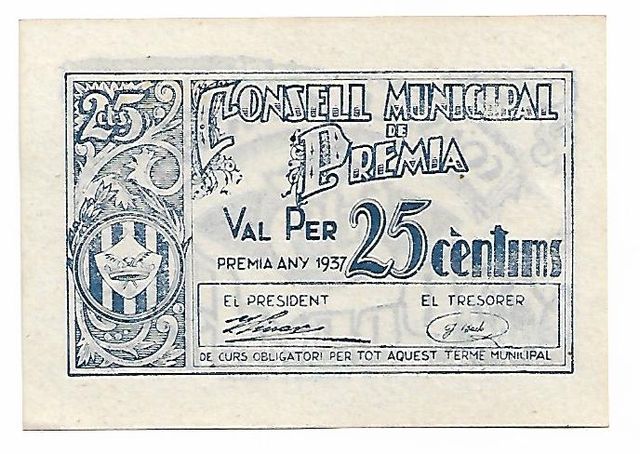 25 cts
CONSELL MUNICIPAL
DE
PREMIA
VAL PER 25 cèntims
PREMIA ANY 1937
EL PRESIDENT EL TRESORER
DE CURS OBLIGATORI PER TOT AQUEST TERME MUNICIPAL